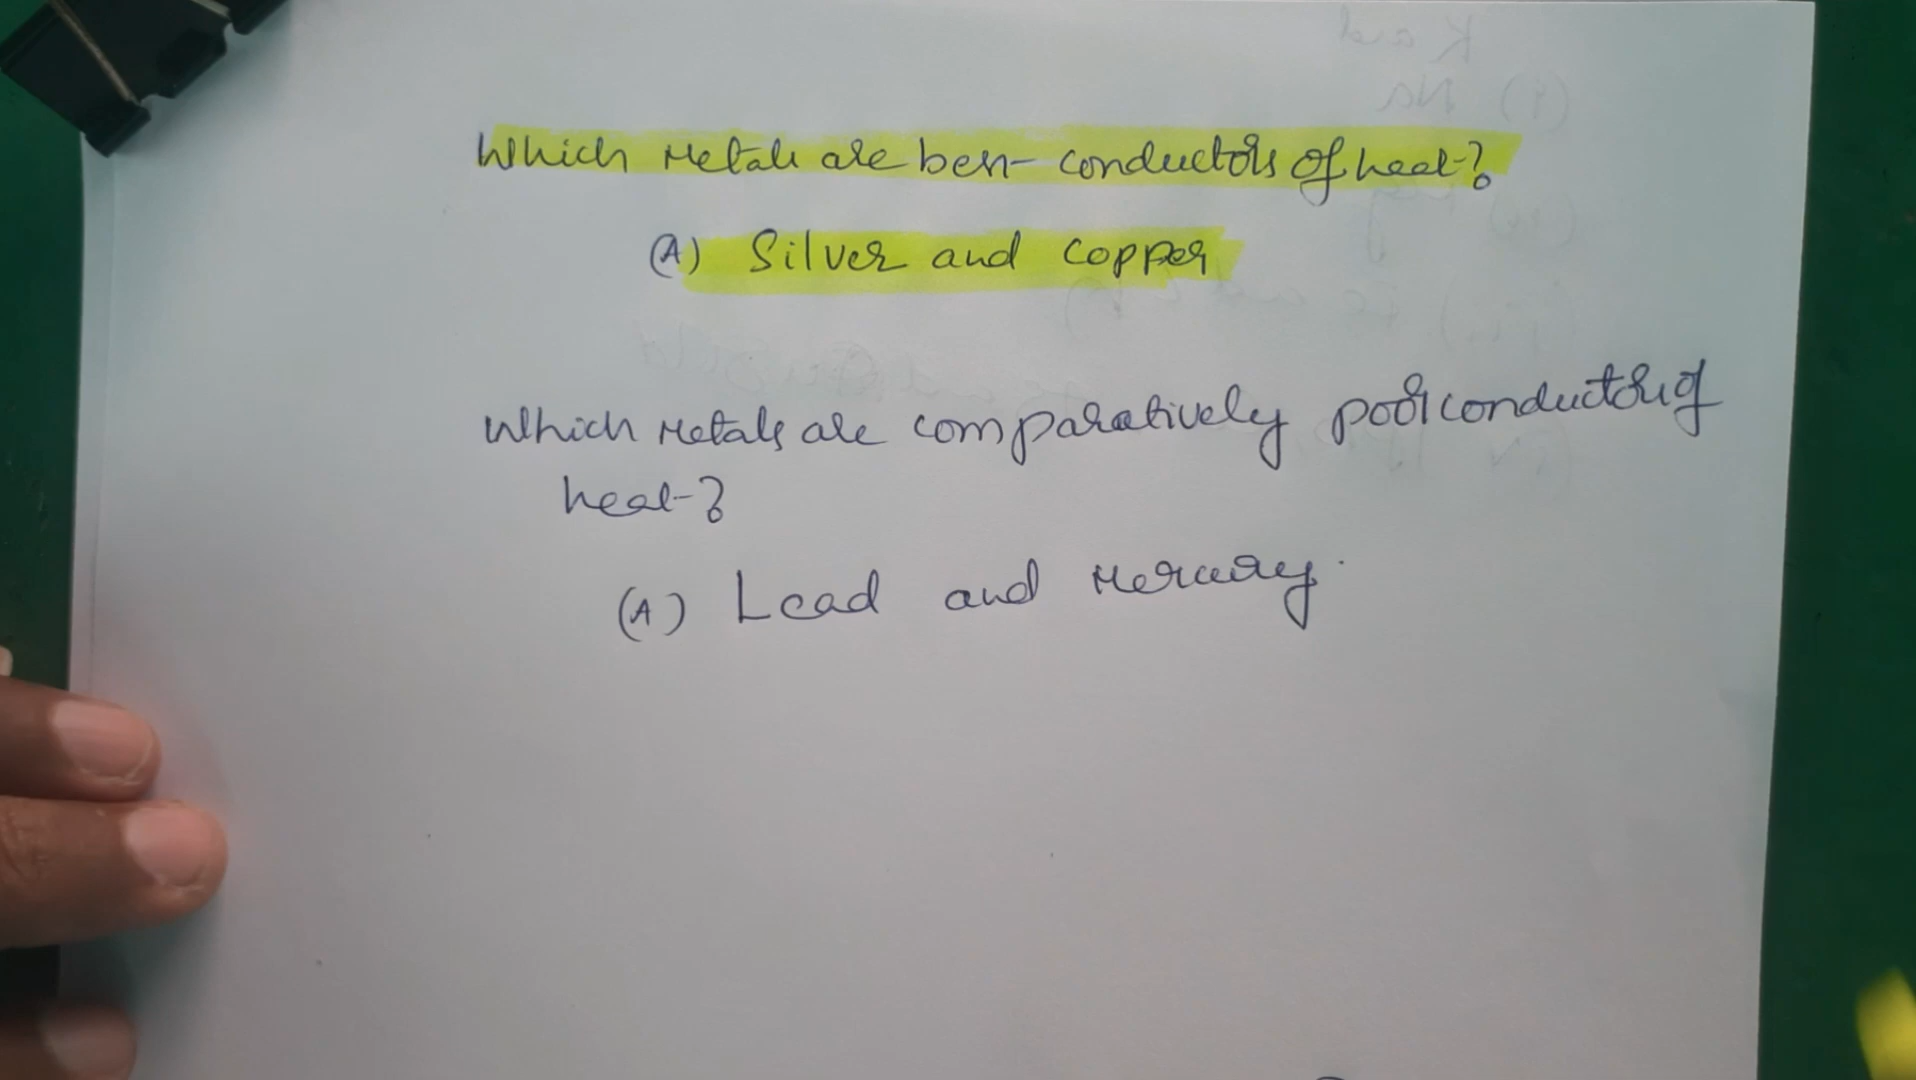 Which Metals are best conductors of heat?
(A) Silver and copper
Which Metals are comparatively poor conductors of
heat?
(A) Lead and Mercury.